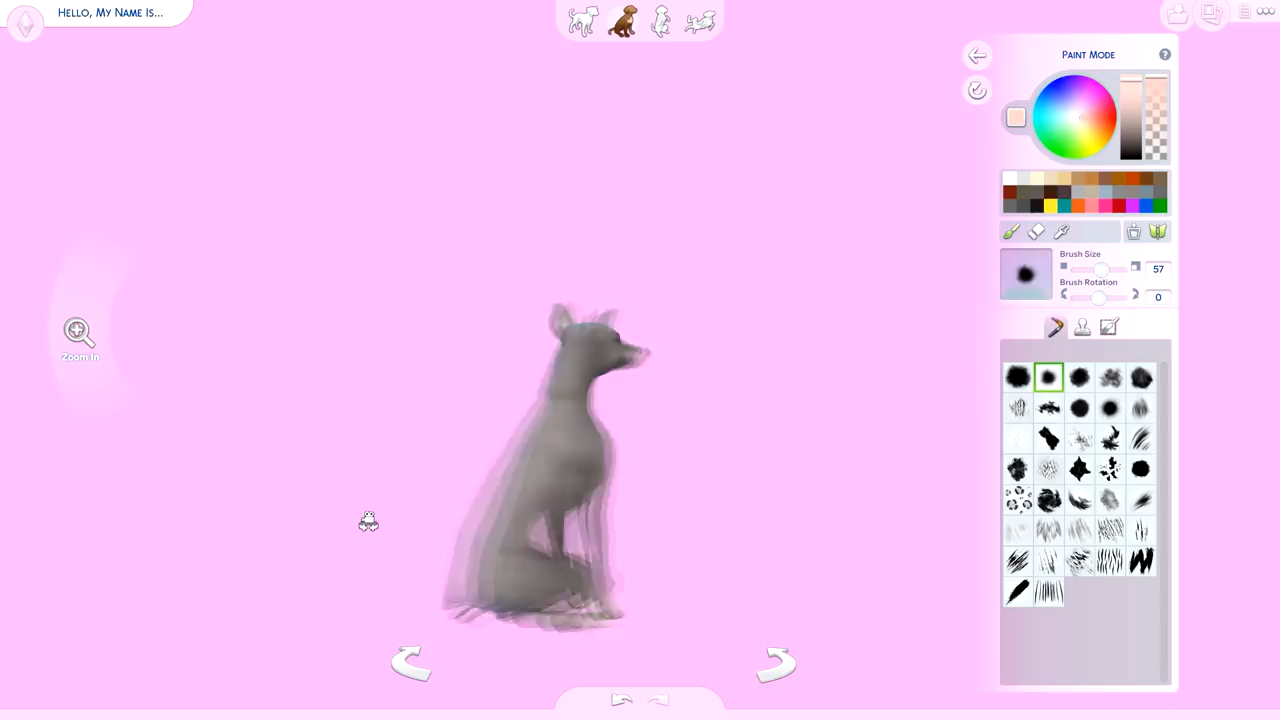 Hello, My Name Is...
Paint Mode
?
Brush Size
57
Brush Rotation
0
Zoom In